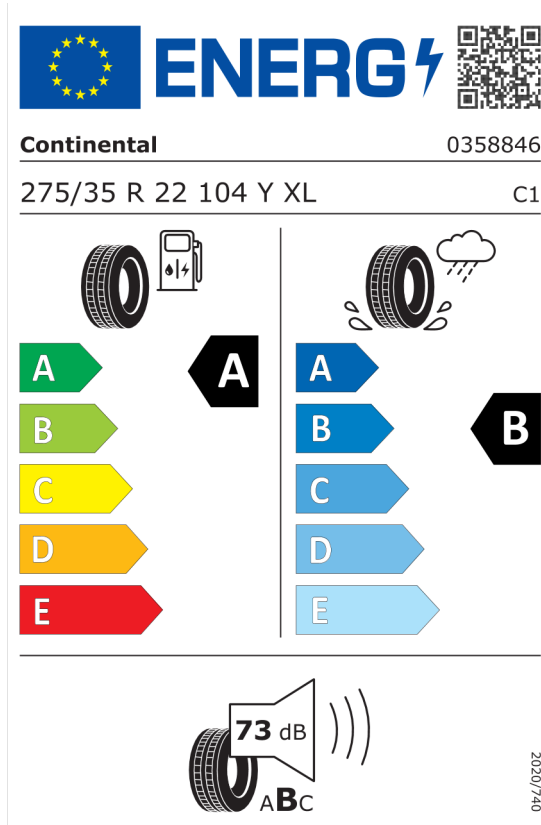 ENERG
Continental 0358846
275/35 R 22 104 Y XL C1
A A
B
C
D
E
A
B B
C
D
E
73 dB
ABC
2020/740